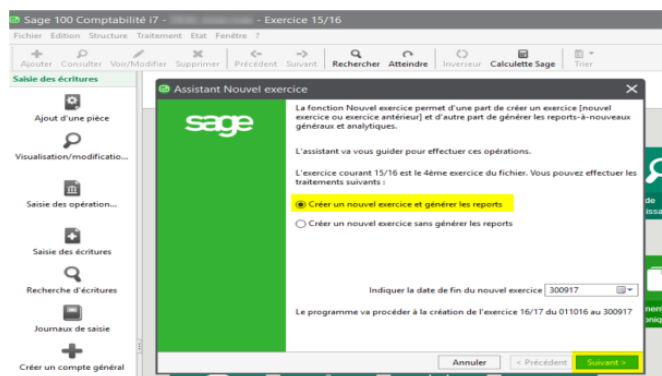 Sage 100 Comptabilité i7 - - Exercice 15/16
Fichier Edition Structure Traitement Etat Fenêtre ?
Ajouter Consulter Voir/Modifier Supprimer Précédent Suivant Rechercher Atteindre Inverseur Calculette Sage Trier
Saisie des écritures
Ajout d'une pièce
Visualisation/modificatio...
Saisie des opération...
Saisie des écritures
Recherche d'écritures
Journaux de saisie
Créer un compte général
Assistant Nouvel exercice
sage
La fonction Nouvel exercice permet d'une part de créer un exercice [nouvel
exercice ou exercice antérieur] et d'autre part de générer les reports-à-nouveaux
généraux et analytiques.
L'assistant va vous guider pour effectuer ces opérations.
L'exercice courant 15/16 est le 4ème exercice du fichier. Vous pouvez effectuer les
traitements suivants :
Créer un nouvel exercice et générer les reports
Créer un nouvel exercice sans générer les reports
Indiquer la date de fin du nouvel exercice 300917
Le programme va procéder à la création de l'exercice 16/17 du 011016 au 300917
Annuler < Précédent Suivant >
de